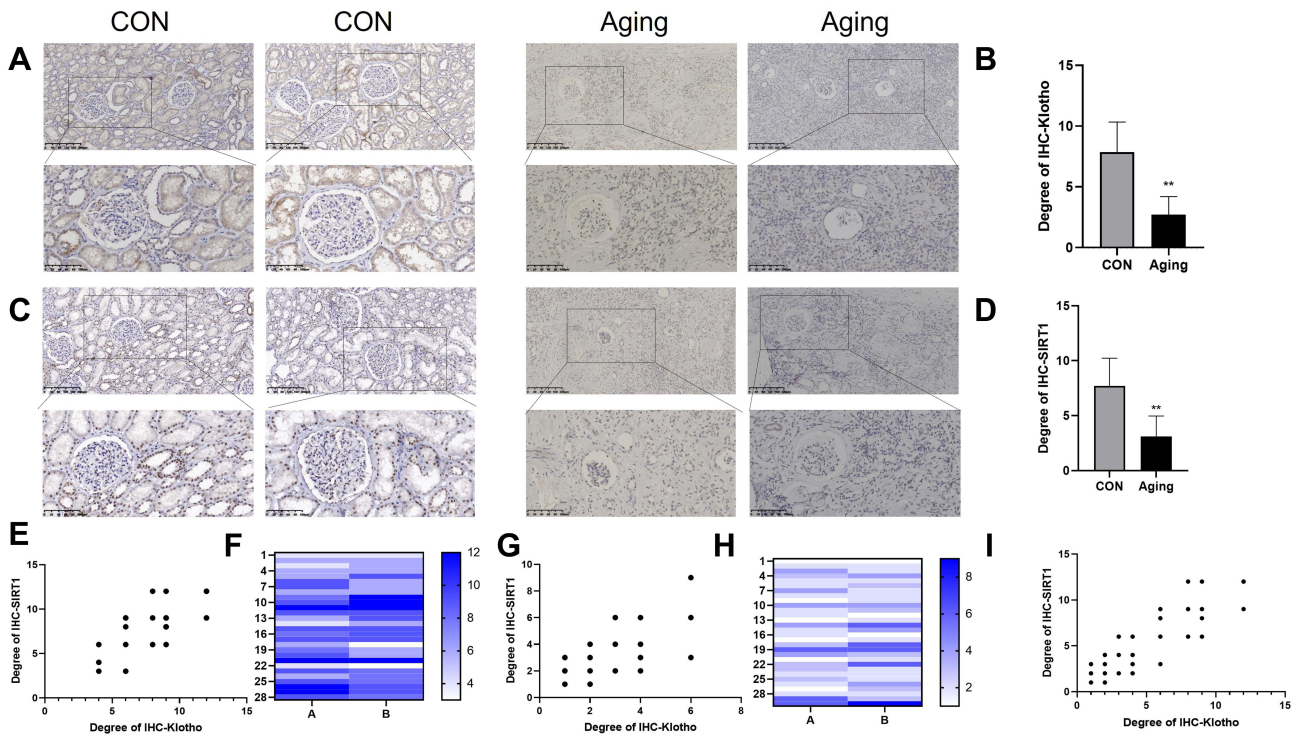 CON CON Aging Aging
A
B
15
10
5
0
Degree of IHC-Klotho
**
CON Aging
C
D
15
10
5
0
Degree of IHC-SIRT1
**
CON Aging
E
15
10
5
0
Degree of IHC-SIRT1
0 5 10 15
Degree of IHC-Klotho
F
1
4
7
10
13
16
19
22
25
28
A B
12
10
8
6
4
G
10
8
6
4
2
0
Degree of IHC-SIRT1
0 2 4 6 8
Degree of IHC-Klotho
H
1
4
7
10
13
16
19
22
25
28
A B
8
6
4
2
I
15
10
5
0
Degree of IHC-SIRT1
0 5 10 15
Degree of IHC-Klotho